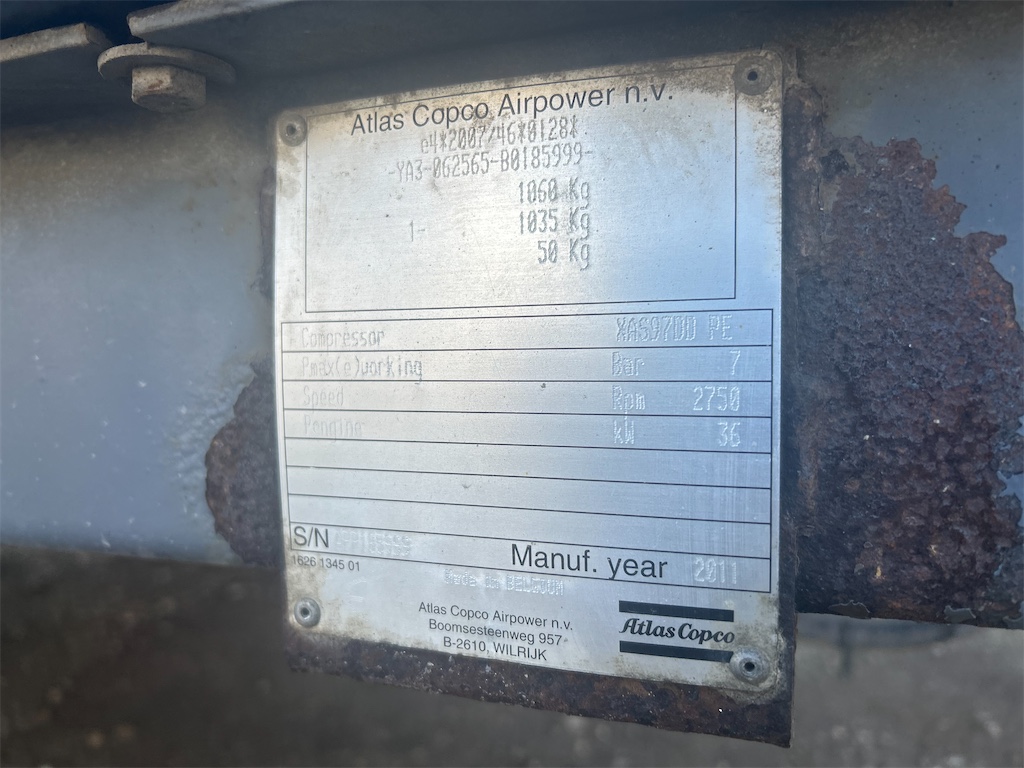 Atlas Copco Airpower n.v.
e4*2007/46*0128*
-YA3-062565-B0185999-
1060 Kg
1- 1035 Kg
50 Kg
Compressor XAS97DD PE
Pmax(e)working Bar 7
Speed Rpm 2750
Pengine kW 36
S/N
Manuf. year 2011
1626 1345 01
Made in BELGIUM
Atlas Copco Airpower n.v.
Boomsesteenweg 957
B-2610, WILRIJK
Atlas Copco